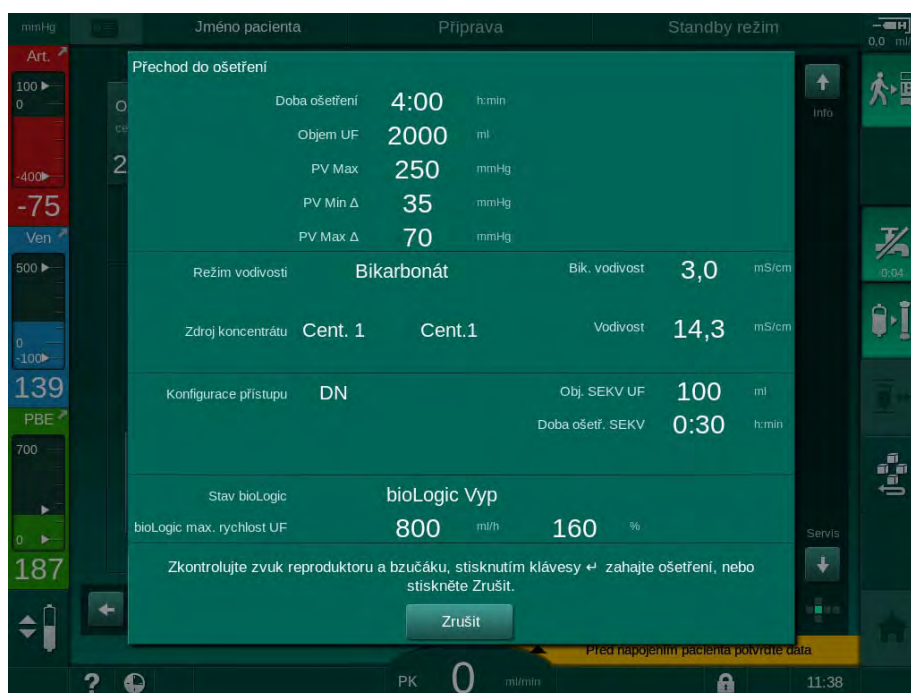 mmHg Jméno pacienta Příprava Standby režim
0,0 ml/
Art.
100
0
-400
-75
Ven
500
0
-100
139
PBE
700
0
187
O
ce
2
Přechod do ošetření
Doba ošetření 4:00 h:min
Objem UF 2000 ml
PV Max 250 mmHg
PV Min Δ 35 mmHg
PV Max Δ 70 mmHg
Režim vodivosti Bikarbonát Bik. vodivost 3,0 mS/cm
Zdroj koncentrátu Cent. 1 Cent.1 Vodivost 14,3 mS/cm
Konfigurace přístupu DN Obj. SEKV UF 100 ml
Doba ošetř. SEKV 0:30 h:min
Stav bioLogic bioLogic Vyp
bioLogic max. rychlost UF 800 ml/h 160 %
Zkontrolujte zvuk reproduktoru a bzučáku, stisknutím klávesy ↵ zahajte ošetření, nebo
stiskněte Zrušit.
Zrušit
Info
Servis
0:04
Před napojením pacienta potvrďte data
? PK 0 ml/min 11:38